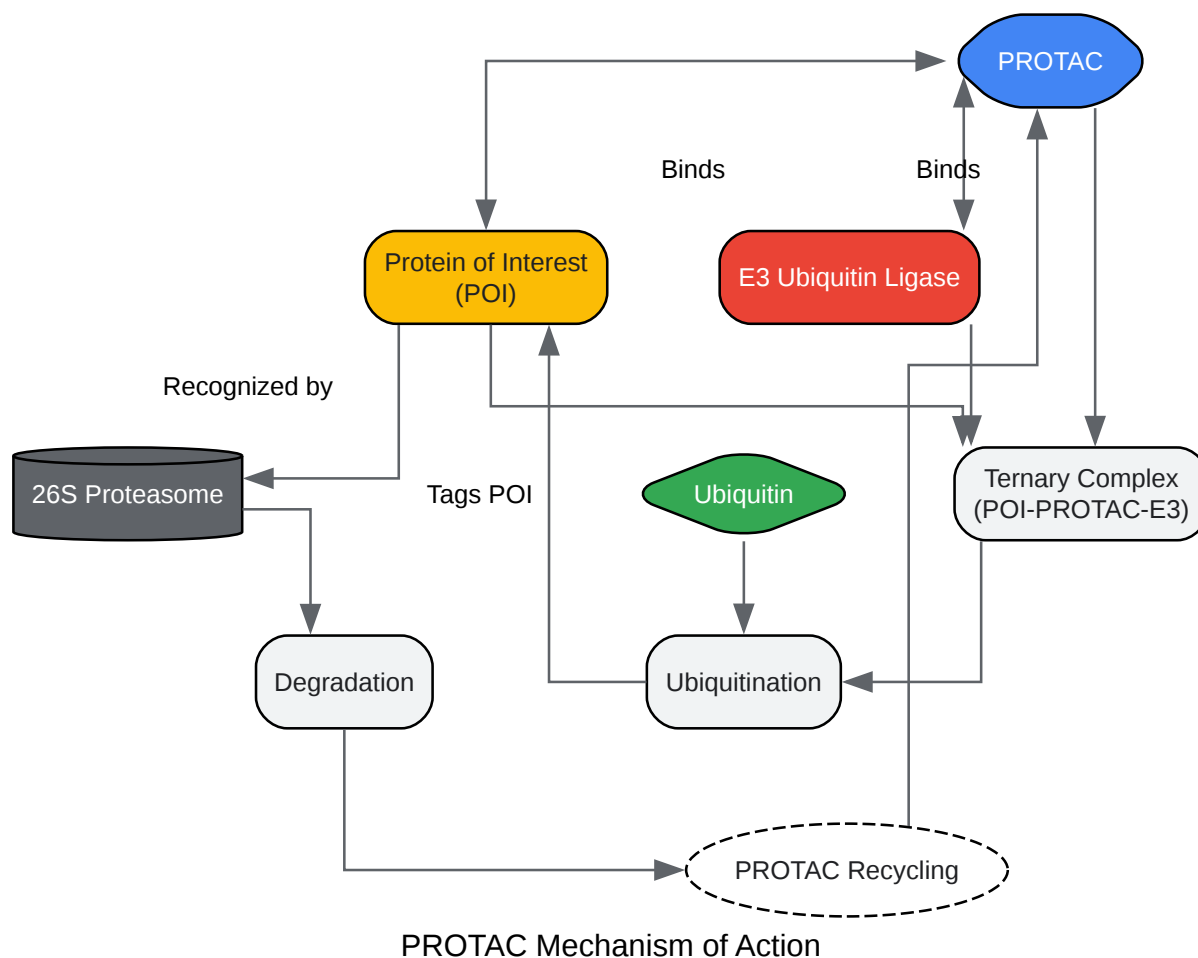 PROTAC
Binds
Binds
Protein of Interest
(POI)
E3 Ubiquitin Ligase
Recognized by
26S Proteasome
Tags POI
Ubiquitin
Ternary Complex
(POI-PROTAC-E3)
Degradation
Ubiquitination
PROTAC Recycling
PROTAC Mechanism of Action